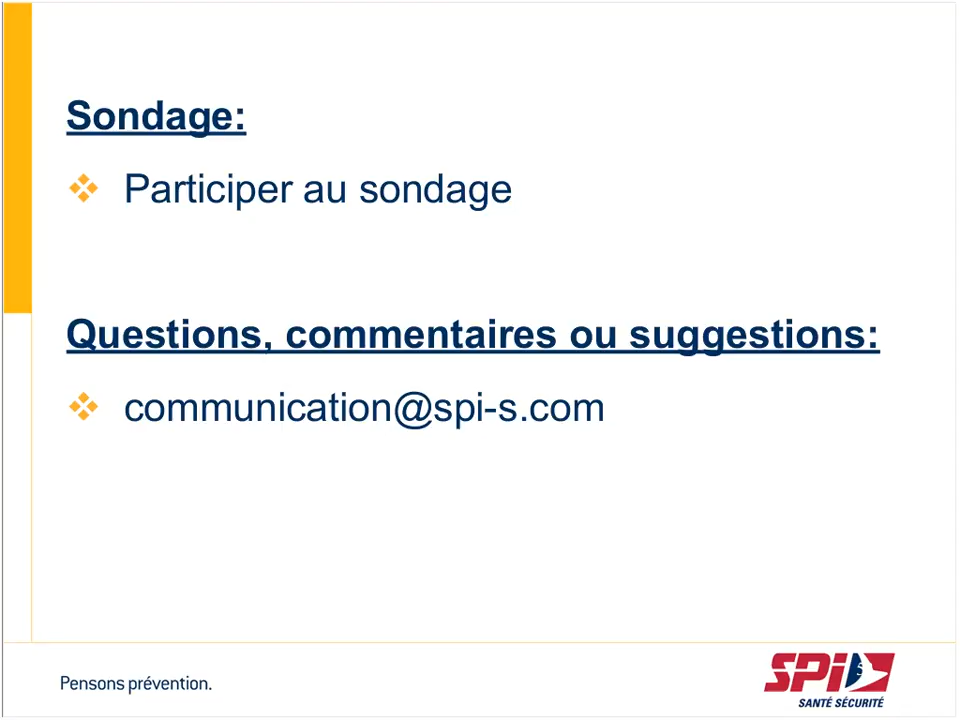 Sondage:
Participer au sondage
Questions, commentaires ou suggestions:
communication@spi-s.com
Pensons prévention.
SPI
SANTÉ SÉCURITÉ